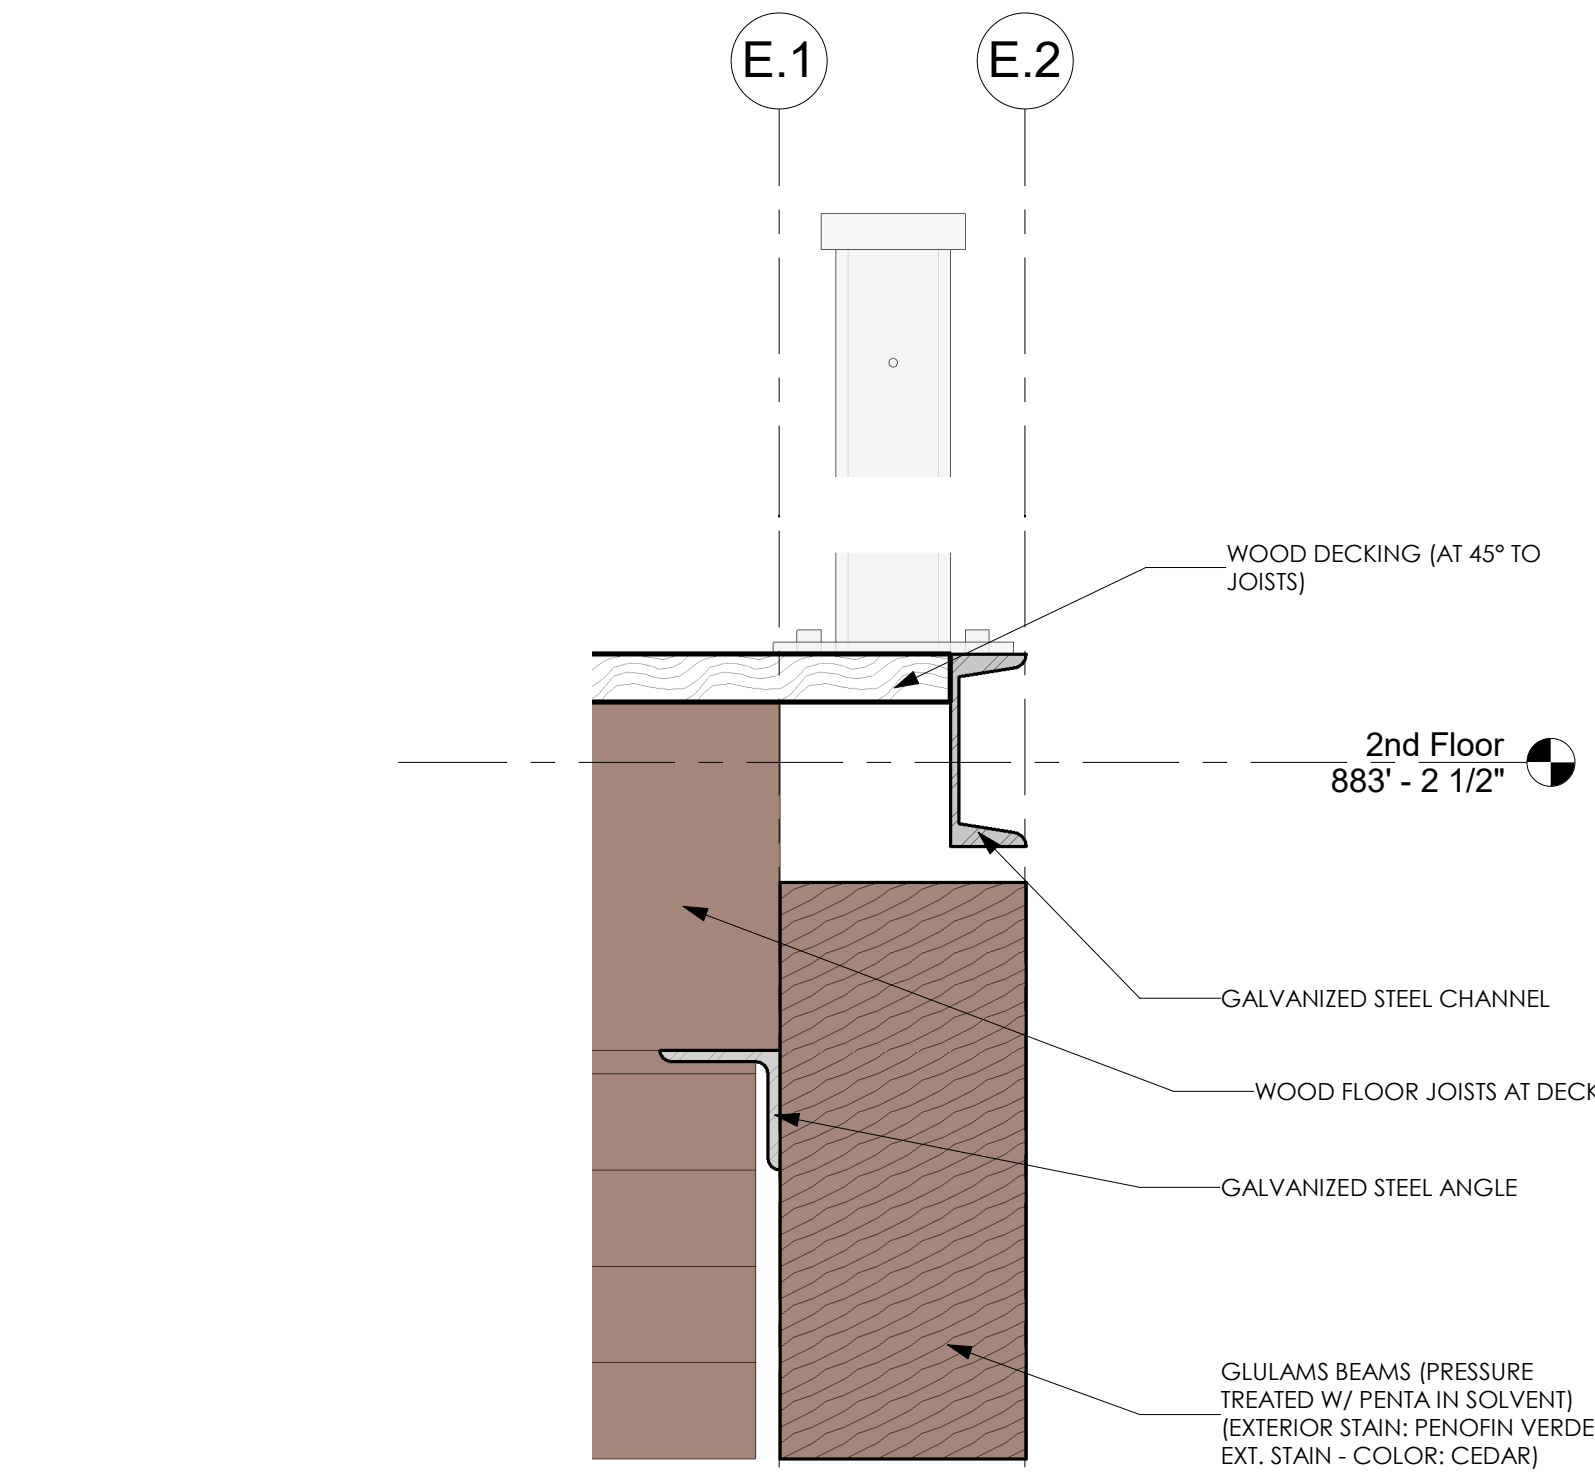 E.1
E.2
WOOD DECKING (AT 45° TO
JOISTS)
2nd Floor
883' - 2 1/2"
GALVANIZED STEEL CHANNEL
WOOD FLOOR JOISTS AT DECK
GALVANIZED STEEL ANGLE
GLULAMS BEAMS (PRESSURE
TREATED W/ PENTA IN SOLVENT)
(EXTERIOR STAIN: PENOFIN VERDE
EXT. STAIN - COLOR: CEDAR)